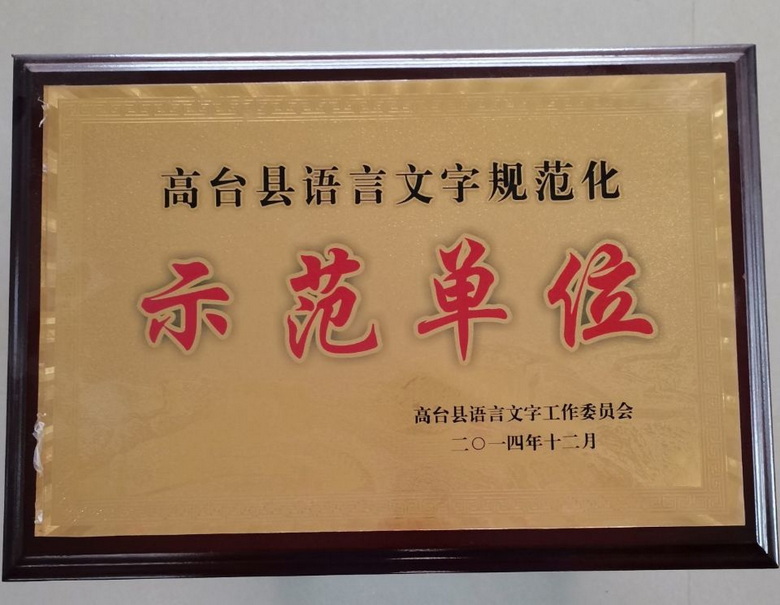 高台县语言文字规范化
示范单位
高台县语言文字工作委员会
二〇一四年十二月